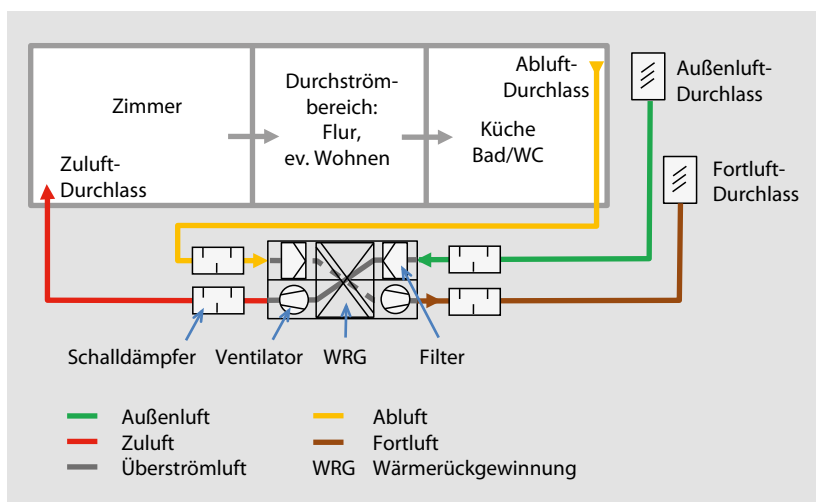 Zimmer
Zuluft-
Durchlass
Durchström-
bereich:
Flur,
ev. Wohnen
Abluft-
Durchlass
Küche
Bad/WC
Außenluft-
Durchlass
Fortluft-
Durchlass
Schalldämpfer Ventilator WRG Filter
Außenluft Abluft
Zuluft Fortluft
Überströmluft WRG Wärmerückgewinnung